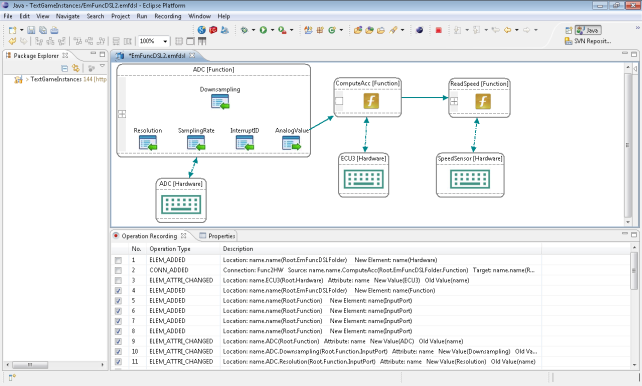 Java - TextGameInstances/EmFuncDSL2.emfdsl - Eclipse Platform
File Edit View Navigate Search Project Run Recording Window Help
100%
Java
SVN Reposit...
Package Explorer
*EmFuncDSL2.emfdsl
TextGameInstances 144 [http
ADC [Function]
Downsampling
Resolution SamplingRate InterruptID AnalogValue
ComputeAcc [Function]
ReadSpeed [Function]
ADC [Hardware]
ECU3 [Hardware]
SpeedSensor [Hardware]
Operation Recording Properties
No. Operation Type Description
1 ELEM_ADDED Location: name.name(Root.EmFuncDSLFolder) New Element: name(Hardware)
2 CONN_ADDED Connection: Func2HW Source: name.name.ComputeAcc(Root.EmFuncDSLFolder.Function) Target: name.name(R...
3 ELEM_ATTRI_CHANGED Location: name.ECU3(Root.Hardware) Attribute: name New Value(ECU3) Old Value(name)
4 ELEM_ADDED Location: name.name(Root.EmFuncDSLFolder) New Element: name(Function)
5 ELEM_ADDED Location: name.name(Root.Function) New Element: name(InputPort)
6 ELEM_ADDED Location: name.name(Root.Function) New Element: name(InputPort)
7 ELEM_ADDED Location: name.name(Root.Function) New Element: name(InputPort)
8 ELEM_ADDED Location: name.name(Root.Function) New Element: name(InputPort)
9 ELEM_ATTRI_CHANGED Location: name.ADC(Root.Function) Attribute: name New Value(ADC) Old Value(name)
10 ELEM_ATTRI_CHANGED Location: name.ADC.Downsampling(Root.Function.InputPort) Attribute: name New Value(Downsampling) Old Va...
11 ELEM_ATTRI_CHANGED Location: name.ADC.Resolution(Root.Function.InputPort) Attribute: name New Value(Resolution) Old Value(name)